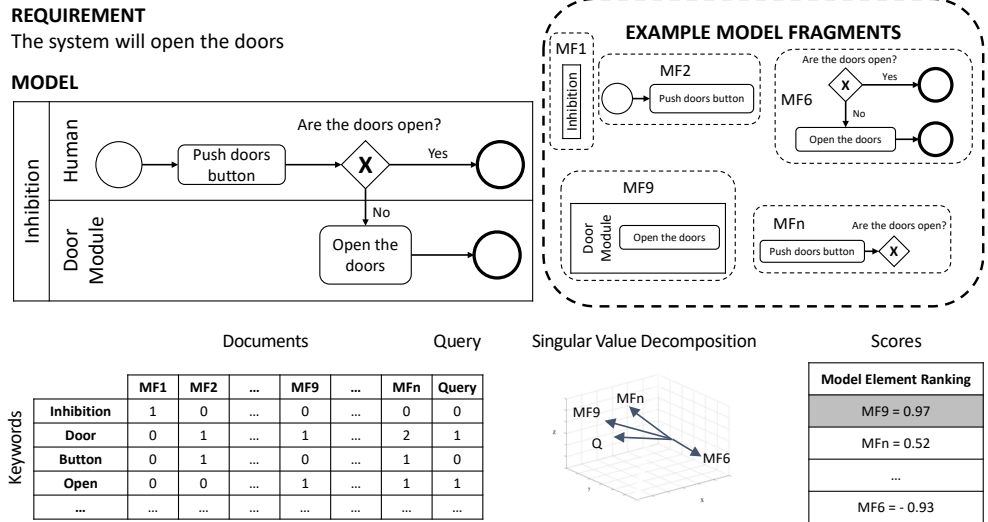 REQUIREMENT
The system will open the doors
MODEL
Inhibition
Human
Push doors
button
Are the doors open?
X
Yes
No
Door
Module
Open the
doors
EXAMPLE MODEL FRAGMENTS
MF1
Inhibition
MF2
Push doors button
MF6
Are the doors open?
X
Yes
No
Open the doors
MF9
Door
Module
Open the doors
MFn
Are the doors open?
Push doors button
X
Documents Query
MF1 MF2 ... MF9 ... MFn Query
Keywords
Inhibition 1 0 ... 0 ... 0 0
Door 0 1 ... 1 ... 2 1
Button 0 1 ... 0 ... 1 0
Open 0 0 ... 1 ... 1 1
... ... ... ... ... ... ... ...
Singular Value Decomposition
MFn
MF9
Q
MF6
z
Y
X
Scores
Model Element Ranking
MF9 = 0.97
MFn = 0.52
...
MF6 = - 0.93